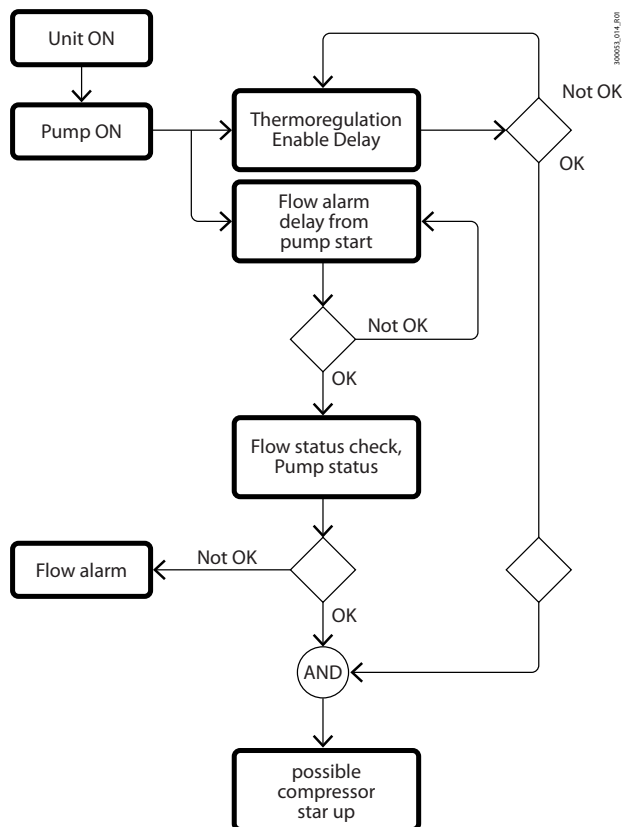 300053_014_R01
Unit ON
Pump ON
Thermoregulation
Enable Delay
Not OK
OK
Flow alarm
delay from
pump start
Not OK
OK
Flow status check,
Pump status
Flow alarm
Not OK
OK
AND
possible
compressor
star up